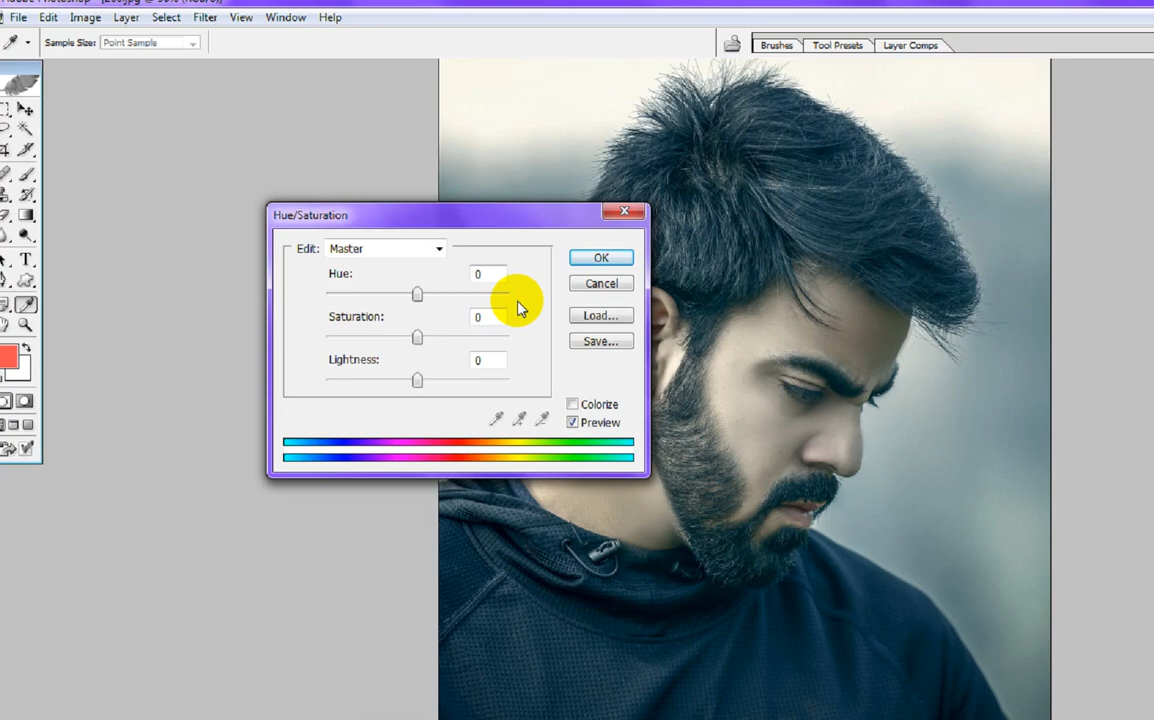 File Edit Image Layer Select Filter View Window Help
Sample Size: Point Sample
Brushes Tool Presets Layer Comps
Hue/Saturation
Edit: Master
OK
Hue: 0
Cancel
Saturation: 0
Load...
Save...
Lightness: 0
Colorize
Preview